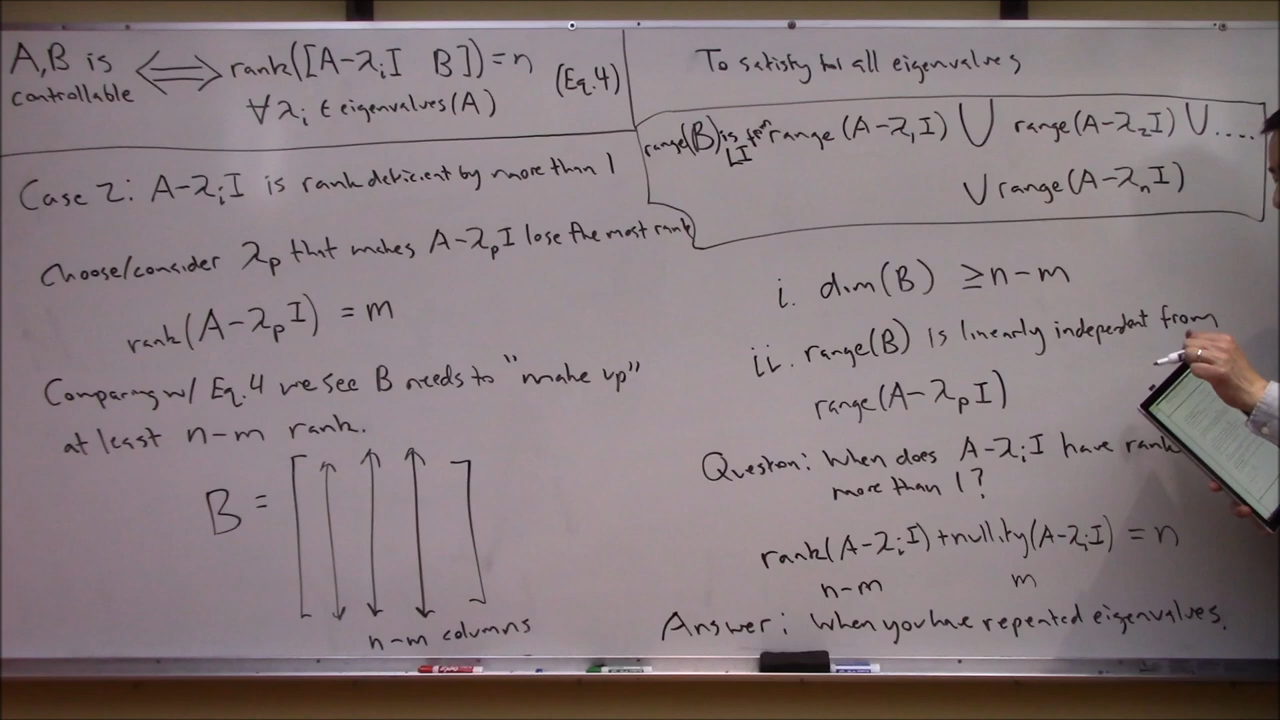 A,B is controllable ⟺ rank([A-λᵢI B]) = n (Eq.4)
∀ λᵢ ∈ eigenvalues(A)
Case 2: A-λᵢI is rank deficient by more than 1
Choose/consider λₚ that makes A-λₚI lose the most rank
rank(A-λₚI) = m
Comparing w/ Eq.4 we see B needs to "make up"
at least n-m rank.
B = [ ]
n-m columns
To satisfy for all eigenvalues
range(B) is LI from range (A-λ₁I) ∪ range(A-λ₂I) ∪ ....
∪ range(A-λₙI)
i. dim(B) ≥ n-m
ii. range(B) is linearly independent from
range(A-λₚI)
Question: When does A-λᵢI have rank
more than 1?
rank(A-λᵢI) + nullity(A-λᵢI) = n
n-m m
Answer: When you have repeated eigenvalues.